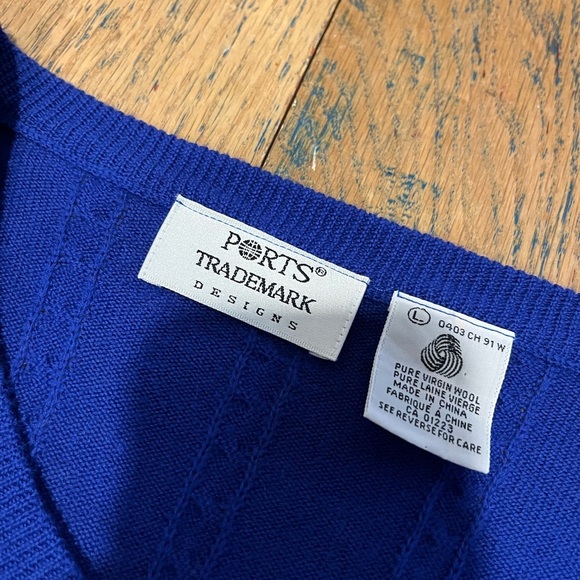 PORTS®
TRADEMARK
DESIGNS
L 0403 CH 91 W
PURE VIRGIN WOOL
PURE LAINE VIERGE
MADE IN CHINA
FABRIQUÉ A CHINE
CA 01223
SEE REVERSE FOR CARE